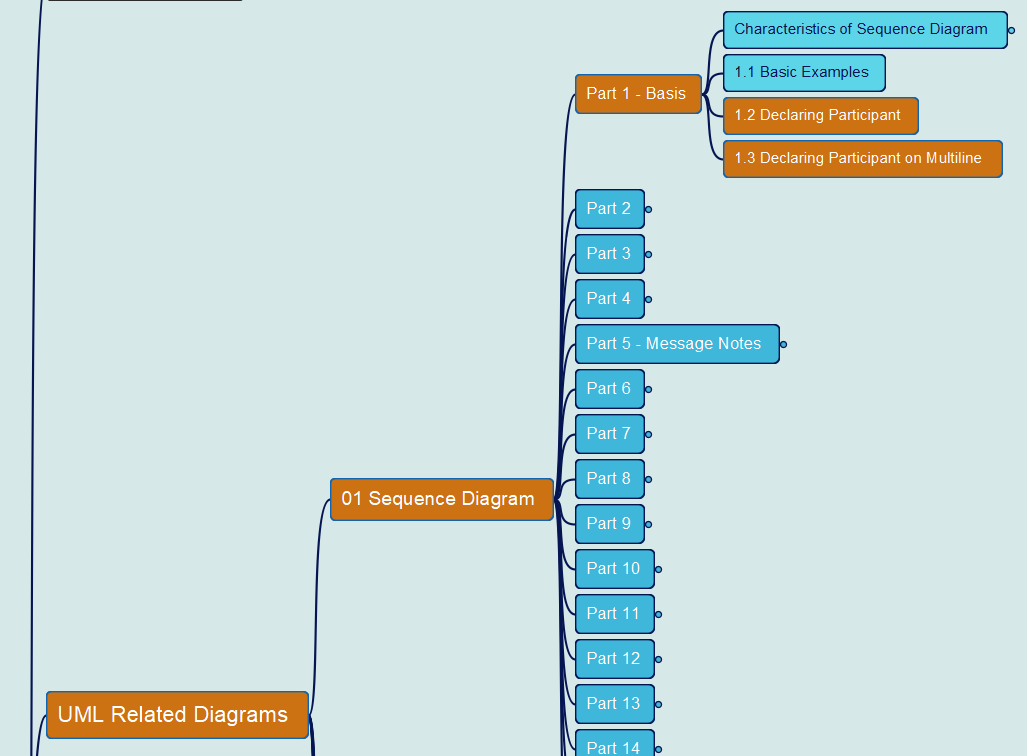 Characteristics of Sequence Diagram
1.1 Basic Examples
Part 1 - Basis
1.2 Declaring Participant
1.3 Declaring Participant on Multiline
Part 2
Part 3
Part 4
Part 5 - Message Notes
Part 6
Part 7
Part 8
01 Sequence Diagram
Part 9
Part 10
Part 11
Part 12
Part 13
UML Related Diagrams
Part 14